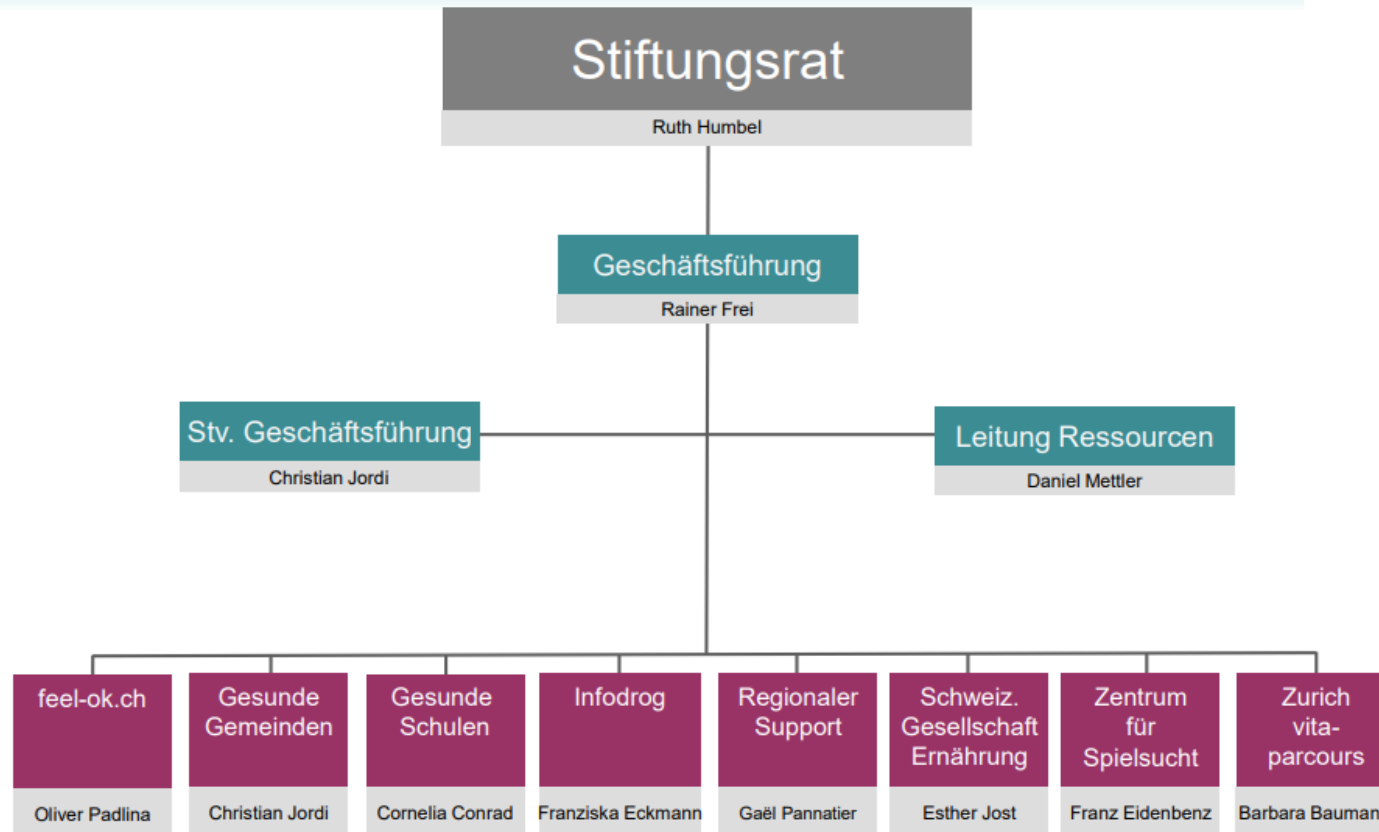 Stiftungsrat
Ruth Humbel
Geschäftsführung
Rainer Frei
Stv. Geschäftsführung
Christian Jordi
Leitung Ressourcen
Daniel Mettler
feel-ok.ch
Oliver Padlina
Gesunde
Gemeinden
Christian Jordi
Gesunde
Schulen
Cornelia Conrad
Infodrog
Franziska Eckmann
Regionaler
Support
Gaël Pannatier
Schweiz.
Gesellschaft
Ernährung
Esther Jost
Zentrum
für
Spielsucht
Franz Eidenbenz
Zurich
vita-
parcours
Barbara Bauman